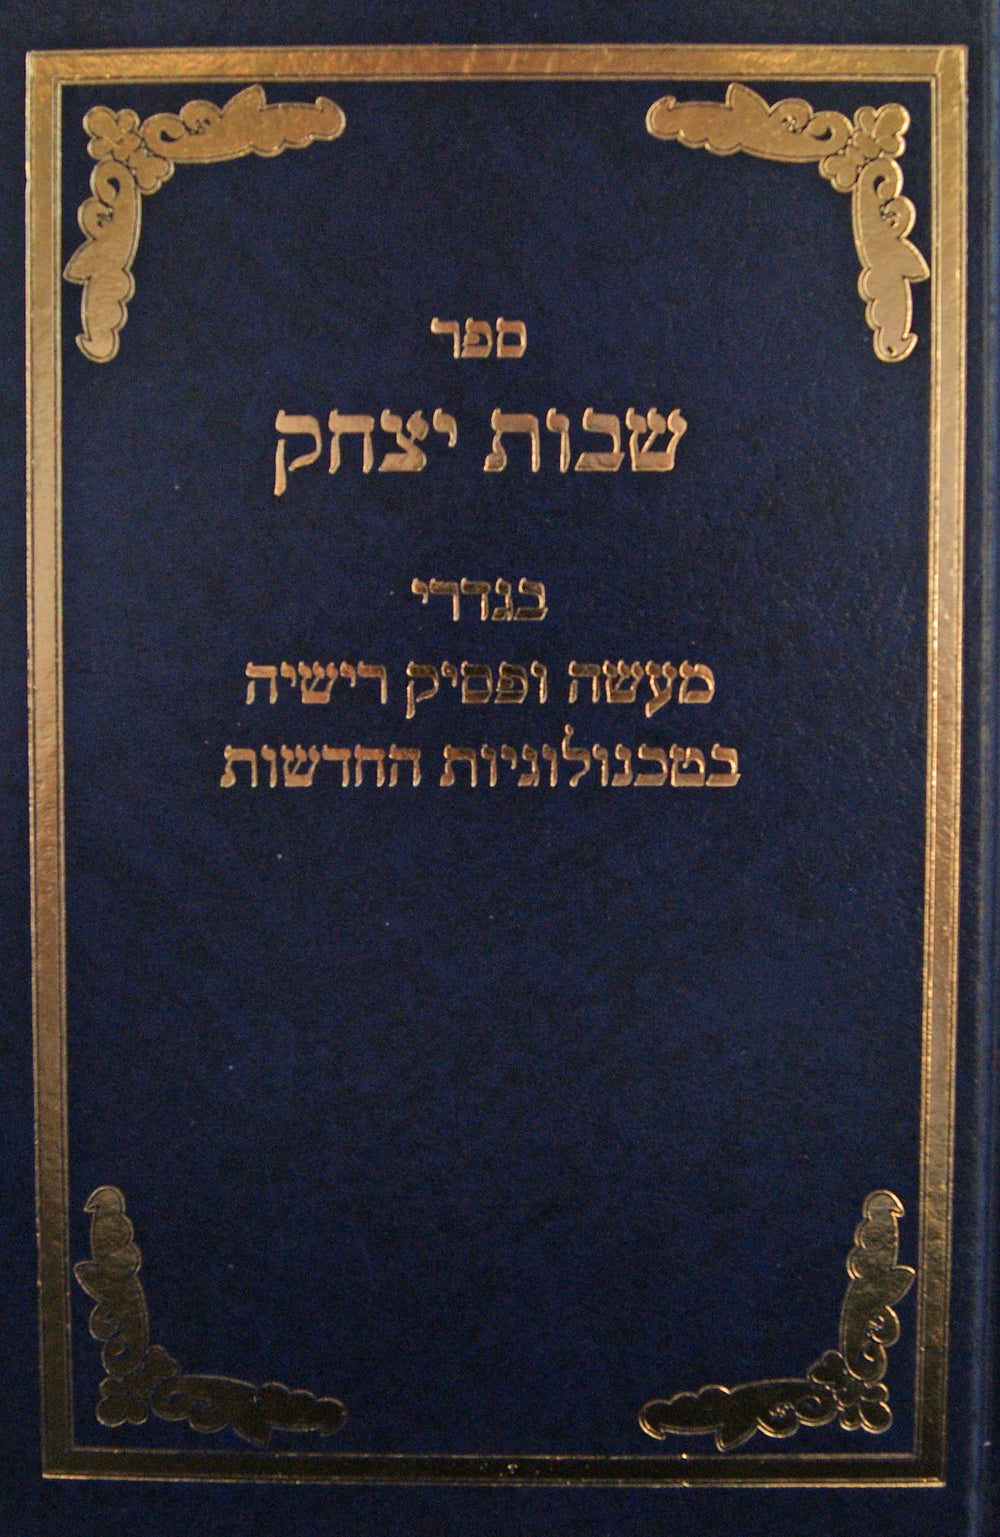 ספר
שבות יצחק
בגדרי
מעשה ופסיק רישיה
בטכנולוגיות החדשות